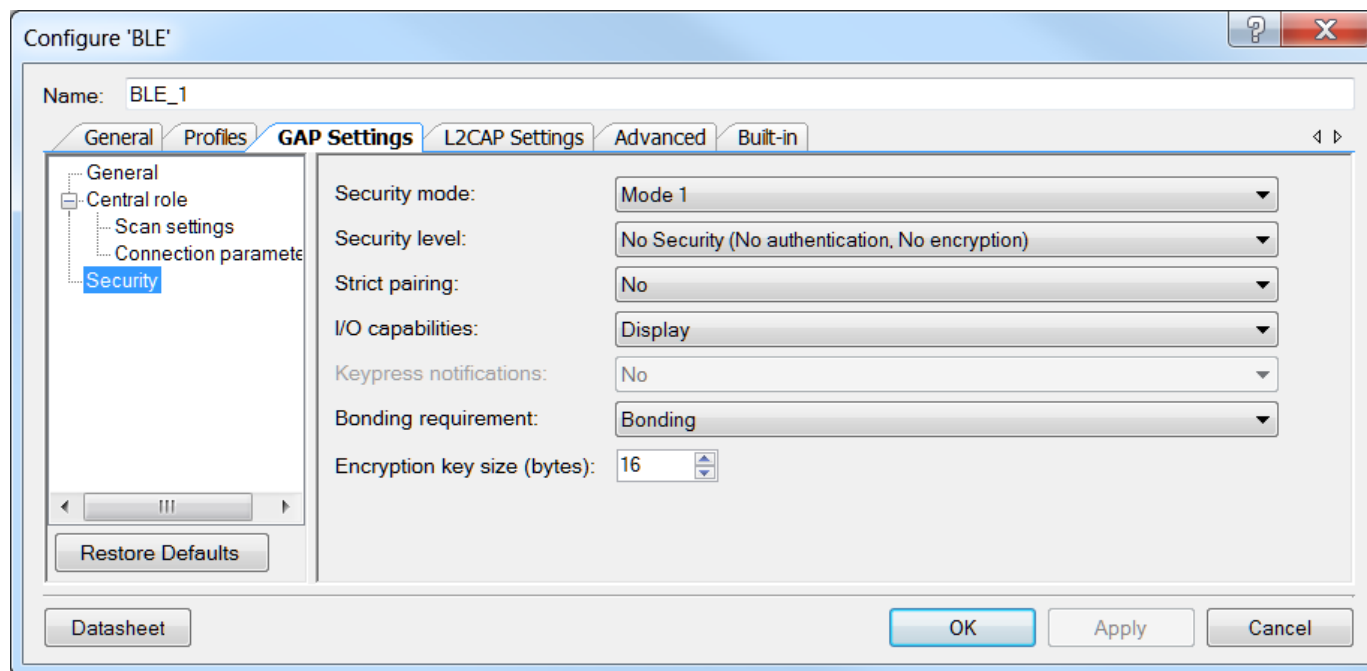 Configure 'BLE'
Name: BLE_1
General Profiles GAP Settings L2CAP Settings Advanced Built-in
General
Central role
Scan settings
Connection paramete
Security
Security mode: Mode 1
Security level: No Security (No authentication, No encryption)
Strict pairing: No
I/O capabilities: Display
Keypress notifications: No
Bonding requirement: Bonding
Encryption key size (bytes): 16
Restore Defaults
Datasheet OK Apply Cancel